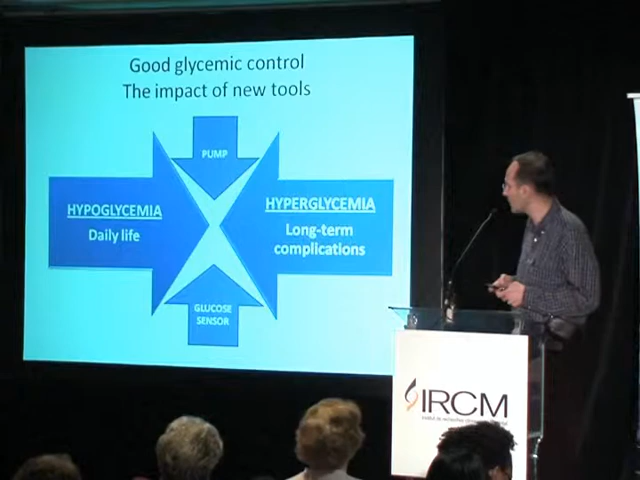 Good glycemic control
The impact of new tools
PUMP
HYPOGLYCEMIA
Daily life
HYPERGLYCEMIA
Long-term
complications
GLUCOSE
SENSOR
IRCM